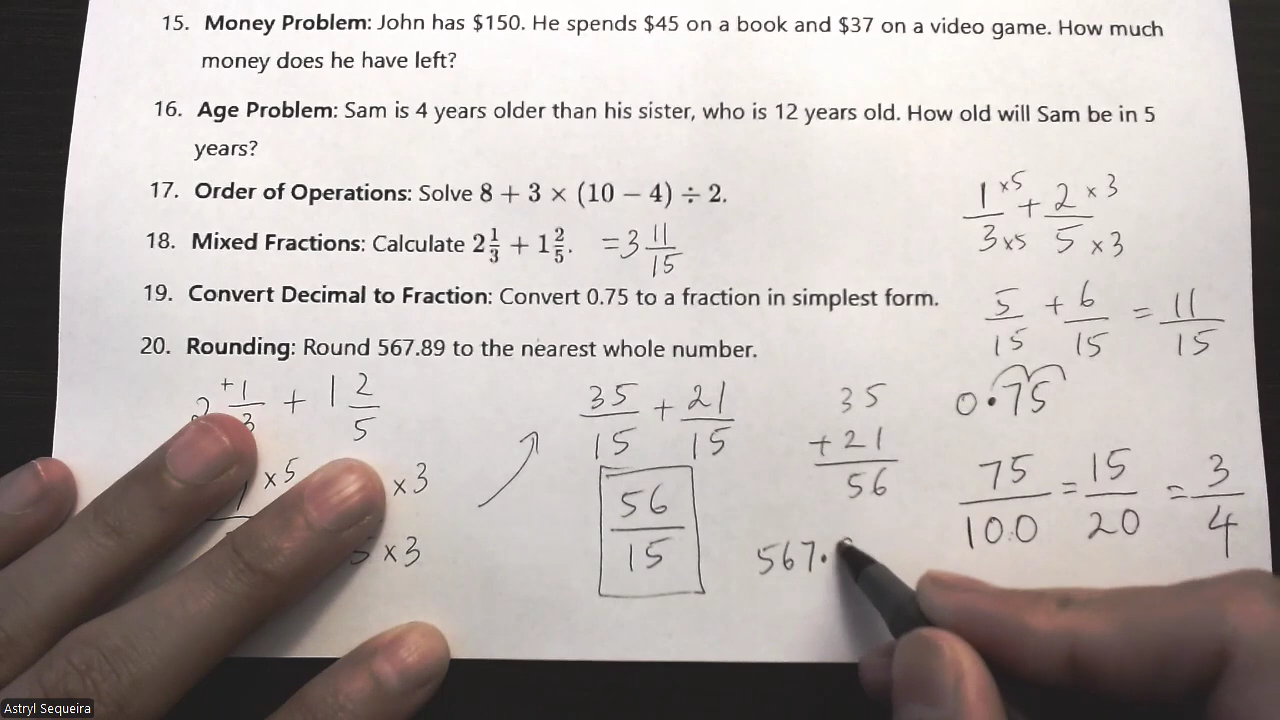 15. Money Problem: John has $150. He spends $45 on a book and $37 on a video game. How much
money does he have left?
16. Age Problem: Sam is 4 years older than his sister, who is 12 years old. How old will Sam be in 5
years?
17. Order of Operations: Solve 8 + 3 × (10 − 4) ÷ 2.
1 ×5 + 2 ×3
3 ×5 5 ×3
18. Mixed Fractions: Calculate 2 1/3 + 1 2/5. = 3 11/15
19. Convert Decimal to Fraction: Convert 0.75 to a fraction in simplest form.
5/15 + 6/15 = 11/15
20. Rounding: Round 567.89 to the nearest whole number.
2 +1/3 + 1 2/5
×5 ×3
5 ×3
35/15 + 21/15
56/15
35
+21
56
0.75
75/100 = 15/20 = 3/4
567.
Astryl Sequeira